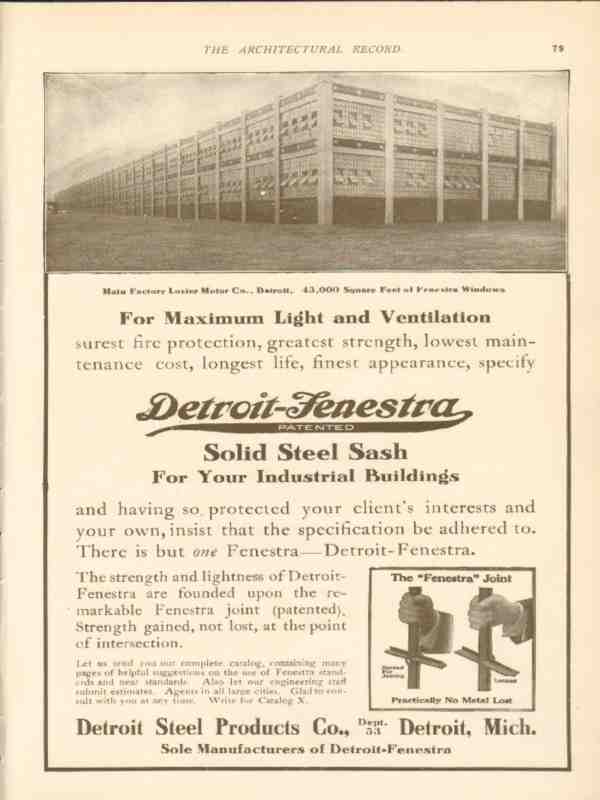 THE ARCHITECTURAL RECORD.
79
Main Factory Lozier Motor Co., Detroit, 43,000 Square Feet of Fenestra Windows
For Maximum Light and Ventilation
surest fire protection, greatest strength, lowest main-
tenance cost, longest life, finest appearance, specify
Detroit-Fenestra
PATENTED
Solid Steel Sash
For Your Industrial Buildings
and having so protected your client's interests and
your own, insist that the specification be adhered to.
There is but one Fenestra—Detroit-Fenestra.
The strength and lightness of Detroit-
Fenestra are founded upon the re-
markable Fenestra joint (patented).
Strength gained, not lost, at the point
of intersection.
Let us send you our complete catalog, containing many
pages of helpful suggestions on the use of Fenestra stand-
ards and near standards. Also let our engineering staff
submit estimates. Agents in all large cities. Glad to con-
sult with you at any time. Write for Catalog X.
The "Fenestra" Joint
Spread
For
Joining
Locked
Practically No Metal Lost
Detroit Steel Products Co., Dept. 53 Detroit, Mich.
Sole Manufacturers of Detroit-Fenestra